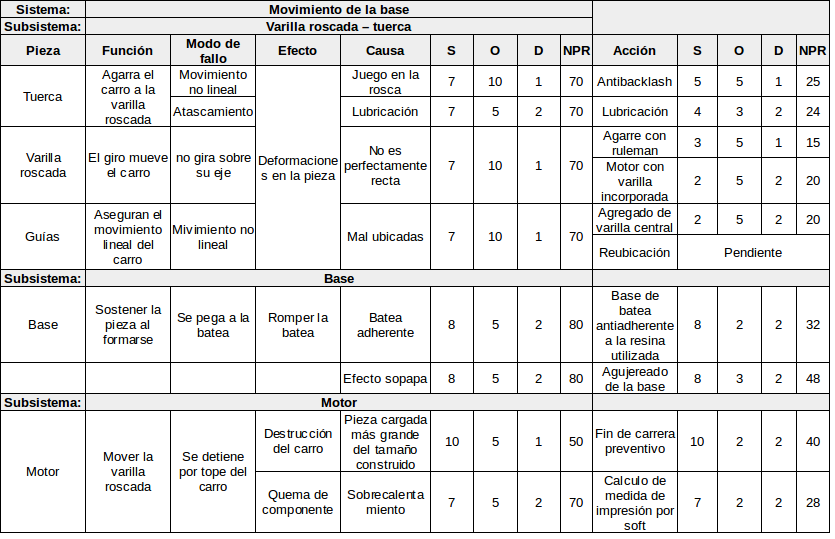 Sistema: Movimiento de la base
Subsistema: Varilla roscada – tuerca
Pieza Función Modo de fallo Efecto Causa S O D NPR Acción S O D NPR
Tuerca
Agarra el
carro a la
varilla
roscada
Movimiento
no lineal
Deformacione
s en la pieza
Juego en la
rosca
7 10 1 70 Antibacklash 5 5 1 25
Atascamiento Lubricación 7 5 2 70 Lubricación 4 3 2 24
Varilla
roscada
El giro mueve
el carro
no gira sobre
su eje
No es
perfectamente
recta
7 10 1 70
Agarre con
ruleman
3 5 1 15
Motor con
varilla
incorporada
2 5 2 20
Guías
Aseguran el
movimiento
lineal del
carro
Mivimiento no
lineal
Mal ubicadas 7 10 1 70
Agregado de
varilla central
2 5 2 20
Reubicación Pendiente
Subsistema: Base
Base
Sostener la
pieza al
formarse
Se pega a la
batea
Romper la
batea
Batea
adherente
8 5 2 80
Base de
batea
antiadherente
a la resina
utilizada
8 2 2 32
Efecto sopapa 8 5 2 80
Agujereado
de la base
8 3 2 48
Subsistema: Motor
Motor
Mover la
varilla
roscada
Se detiene
por tope del
carro
Destrucción
del carro
Pieza cargada
más grande
del tamaño
construido
10 5 1 50
Fin de carrera
preventivo
10 2 2 40
Quema de
componente
Sobrecalenta
miento
7 5 2 70
Calculo de
medida de
impresión por
soft
7 2 2 28